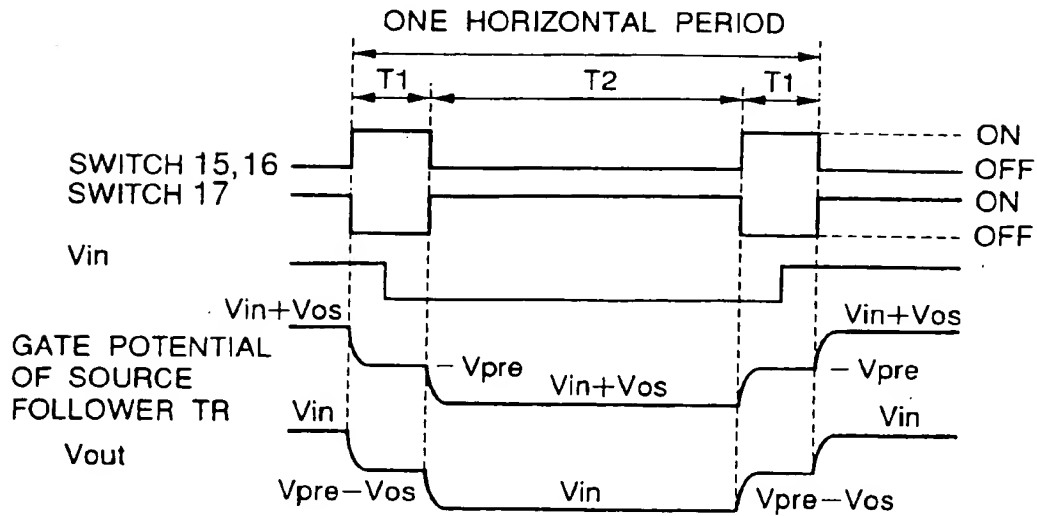 ONE HORIZONTAL PERIOD
T1 T2 T1
SWITCH 15,16
ON
OFF
SWITCH 17
ON
OFF
Vin
Vin+Vos Vin+Vos
GATE POTENTIAL
OF SOURCE
FOLLOWER TR
Vpre Vin+Vos Vpre
Vin Vin
Vout
Vpre−Vos Vin Vpre−Vos